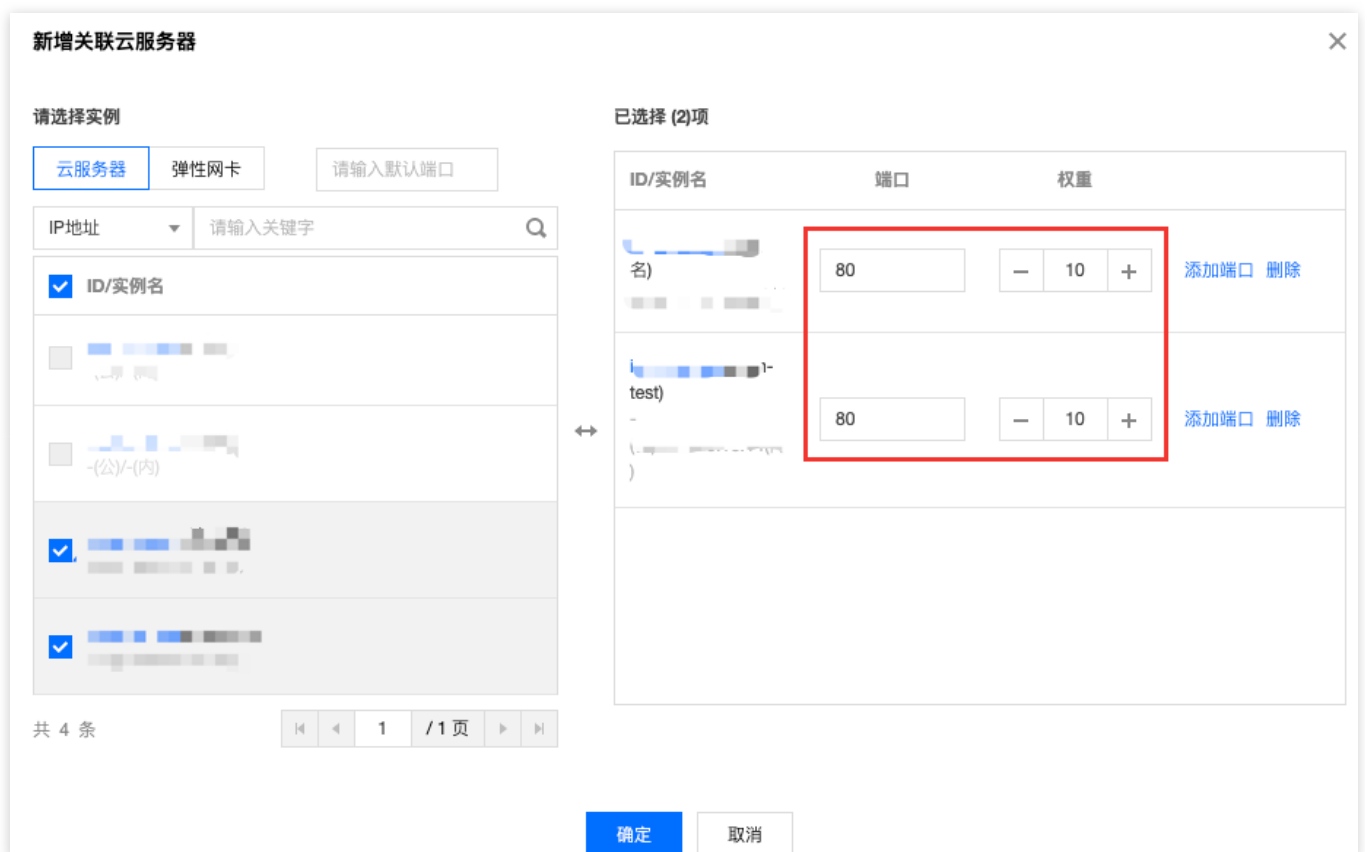 新增关联云服务器
请选择实例
云服务器 弹性网卡 请输入默认端口
IP地址 请输入关键字
ID/实例名
-(公)/-(内)
共 4 条 1 / 1 页
已选择 (2)项
ID/实例名 端口 权重
名)
80 10 添加端口 删除
test)
-
80 10 添加端口 删除
)
确定 取消